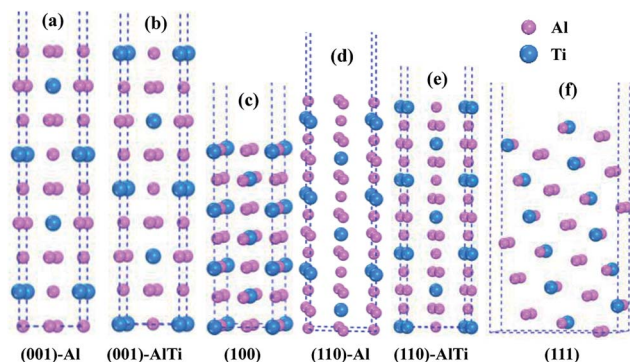 (a)
(b)
(c)
(d)
(e)
(f)
Al
Ti
(001)-Al
(001)-AlTi
(100)
(110)-Al
(110)-AlTi
(111)